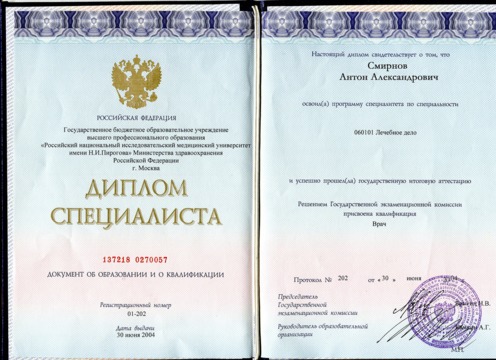 РОССИЙСКАЯ ФЕДЕРАЦИЯ
Государственное бюджетное образовательное учреждение
высшего профессионального образования
«Российский национальный исследовательский медицинский университет
имени Н.И.Пирогова» Министерства здравоохранения
Российской Федерации
г. Москва
ДИПЛОМ
СПЕЦИАЛИСТА
137218 0270057
ДОКУМЕНТ ОБ ОБРАЗОВАНИИ И О КВАЛИФИКАЦИИ
Регистрационный номер
01-202
Дата выдачи
30 июня 2004
Настоящий диплом свидетельствует о том, что
Смирнов
Антон Александрович
освоил(а) программу специалитета по специальности
060101 Лечебное дело
и успешно прошел(ла) государственную итоговую аттестацию
Решением Государственной экзаменационной комиссии
присвоена квалификация
Врач
Протокол № 202 от «30» июня
Председатель
Государственной
экзаменационной комиссии
Н.В.
Руководитель образовательной
организации
А.Г.
М.П.